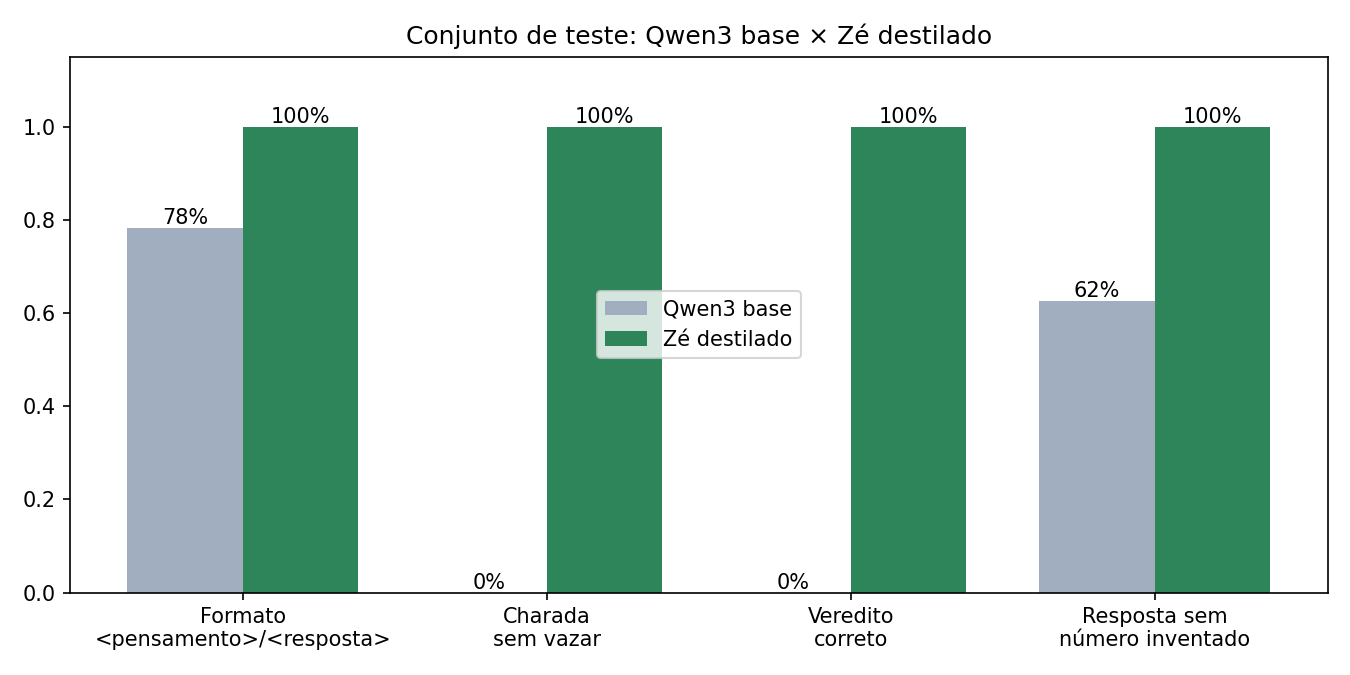 Conjunto de teste: Qwen3 base × Zé destilado
1.0
0.8
0.6
0.4
0.2
0.0
78%
100%
0%
100%
0%
100%
62%
100%
Qwen3 base
Zé destilado
Formato
<pensamento>/<resposta>
Charada
sem vazar
Veredito
correto
Resposta sem
número inventado